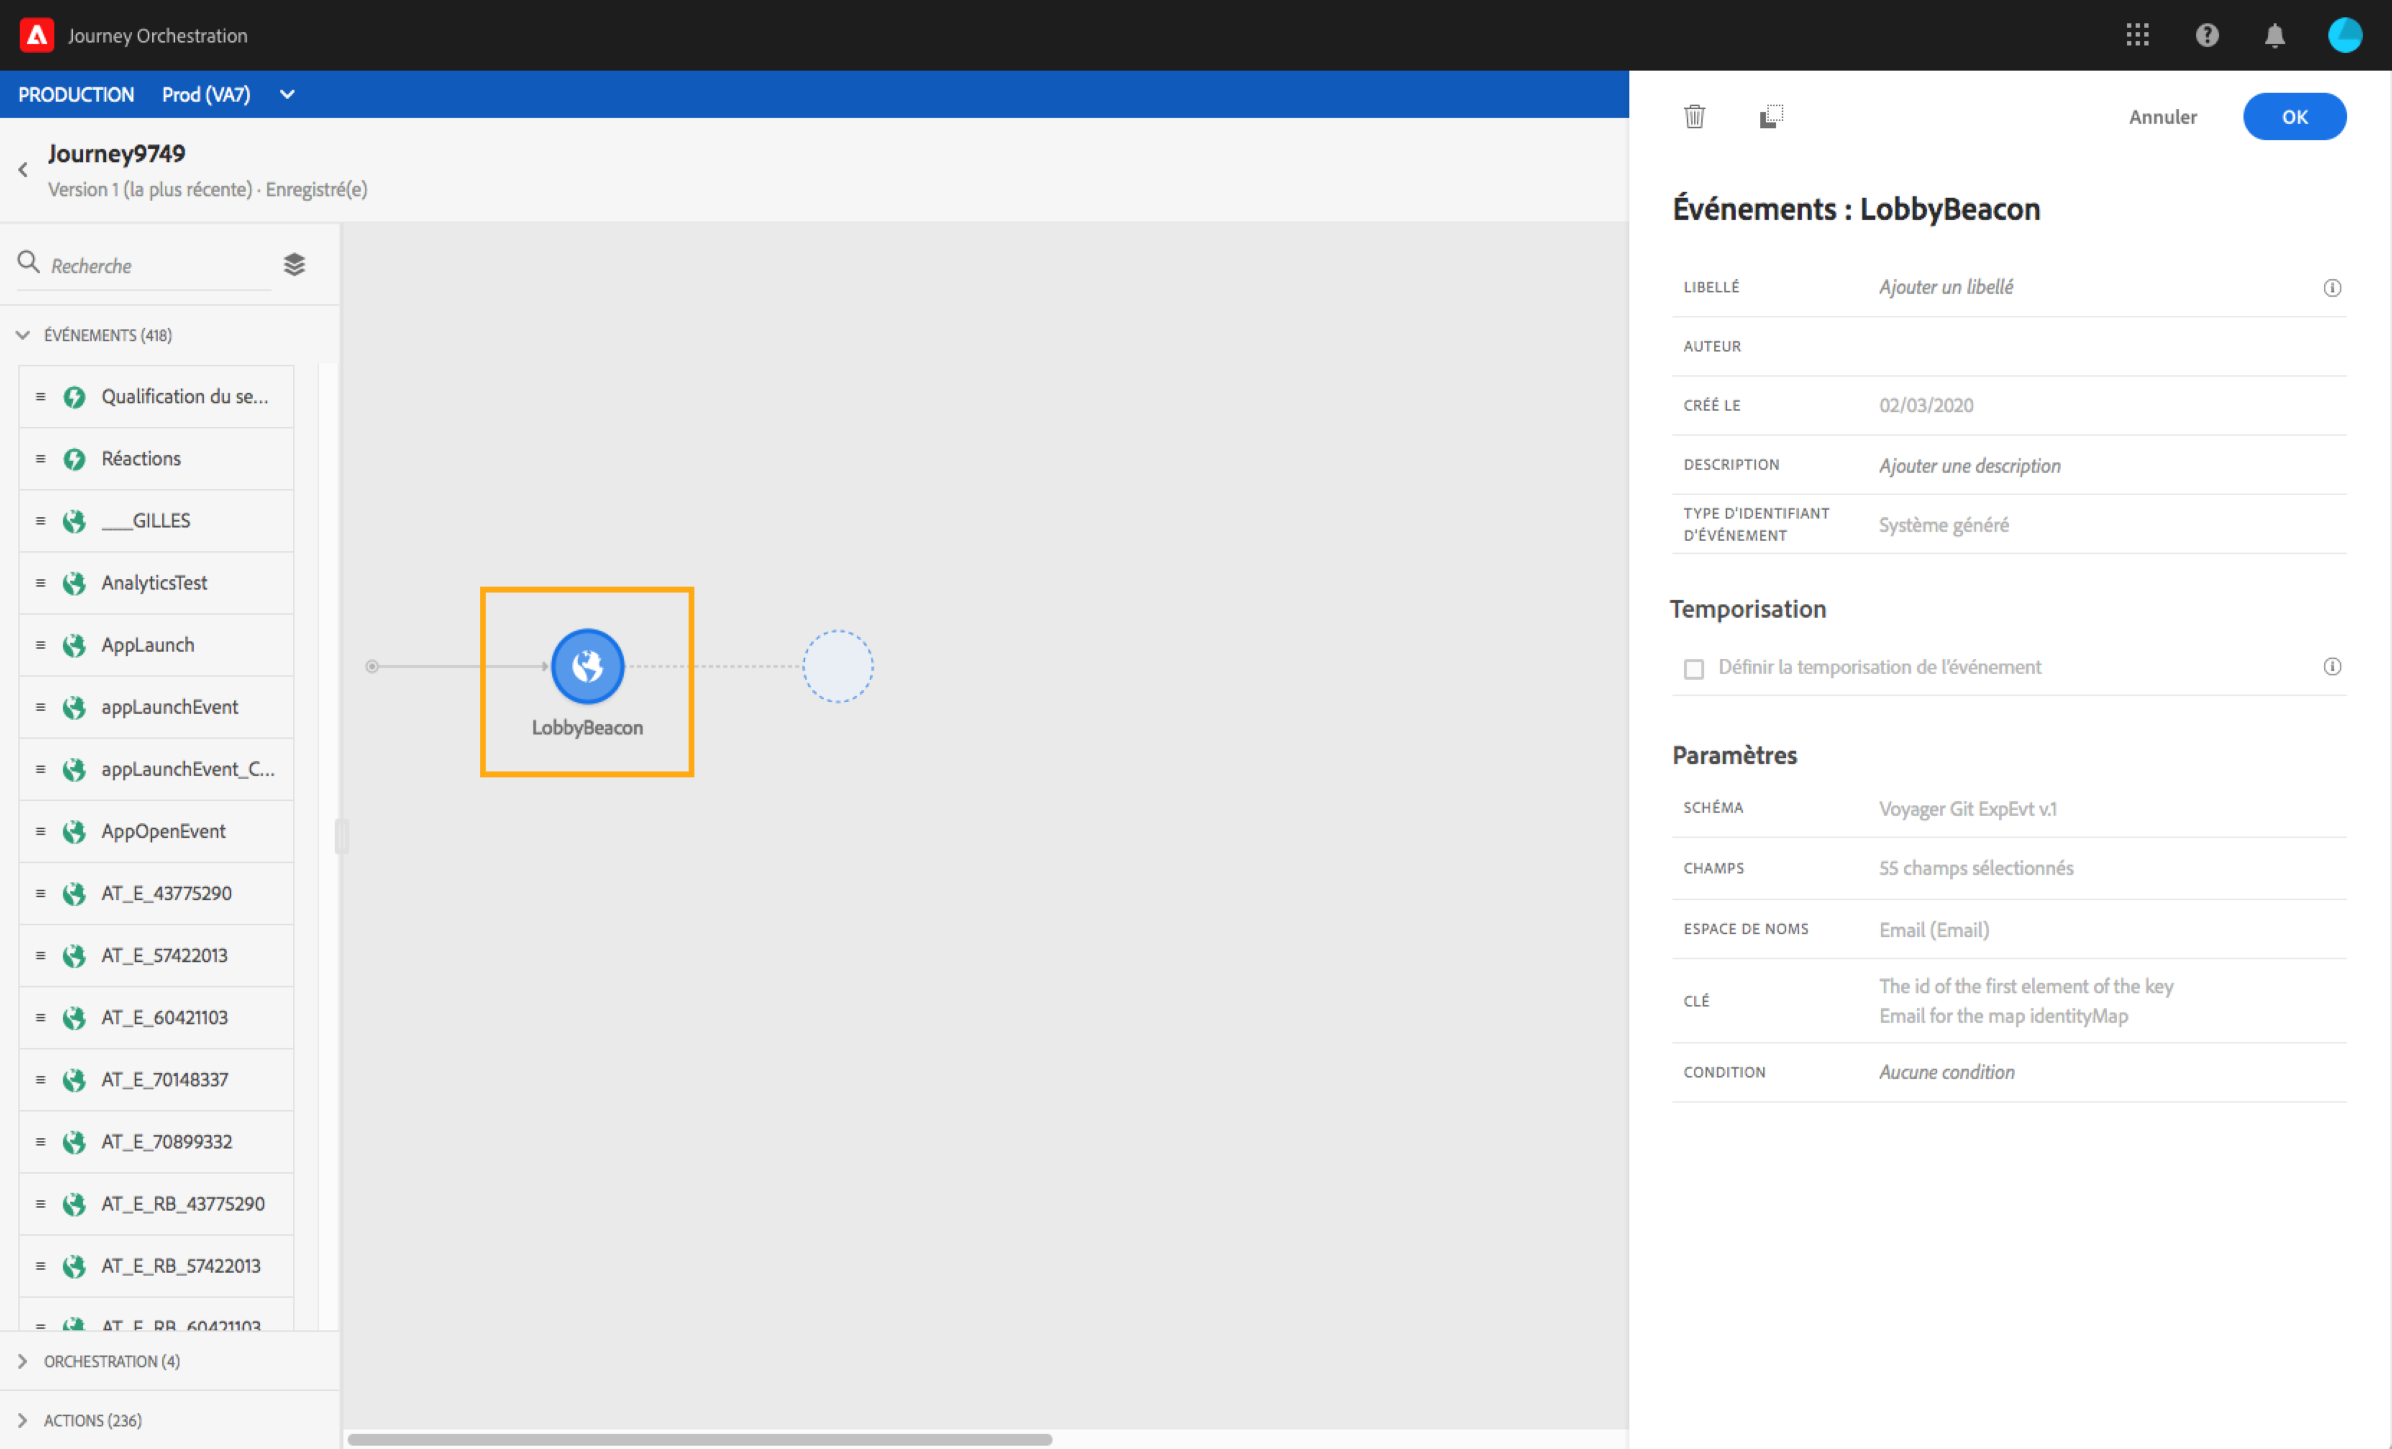 Journey Orchestration
PRODUCTION Prod (VA7)
Journey9749
Version 1 (la plus récente) · Enregistré(e)
Recherche
ÉVÉNEMENTS (418)
Qualification du se...
Réactions
___GILLES
AnalyticsTest
AppLaunch
appLaunchEvent
appLaunchEvent_C...
AppOpenEvent
AT_E_43775290
AT_E_57422013
AT_E_60421103
AT_E_70148337
AT_E_70899332
AT_E_RB_43775290
AT_E_RB_57422013
AT_E_RB_60421103
ORCHESTRATION (4)
ACTIONS (236)
LobbyBeacon
Annuler
OK
Événements : LobbyBeacon
LIBELLÉ Ajouter un libellé
AUTEUR
CRÉÉ LE 02/03/2020
DESCRIPTION Ajouter une description
TYPE D'IDENTIFIANT
D'ÉVÉNEMENT
Système généré
Temporisation
Définir la temporisation de l'événement
Paramètres
SCHÉMA Voyager Git ExpEvt v.1
CHAMPS 55 champs sélectionnés
ESPACE DE NOMS Email (Email)
CLÉ
The id of the first element of the key
Email for the map identityMap
CONDITION Aucune condition